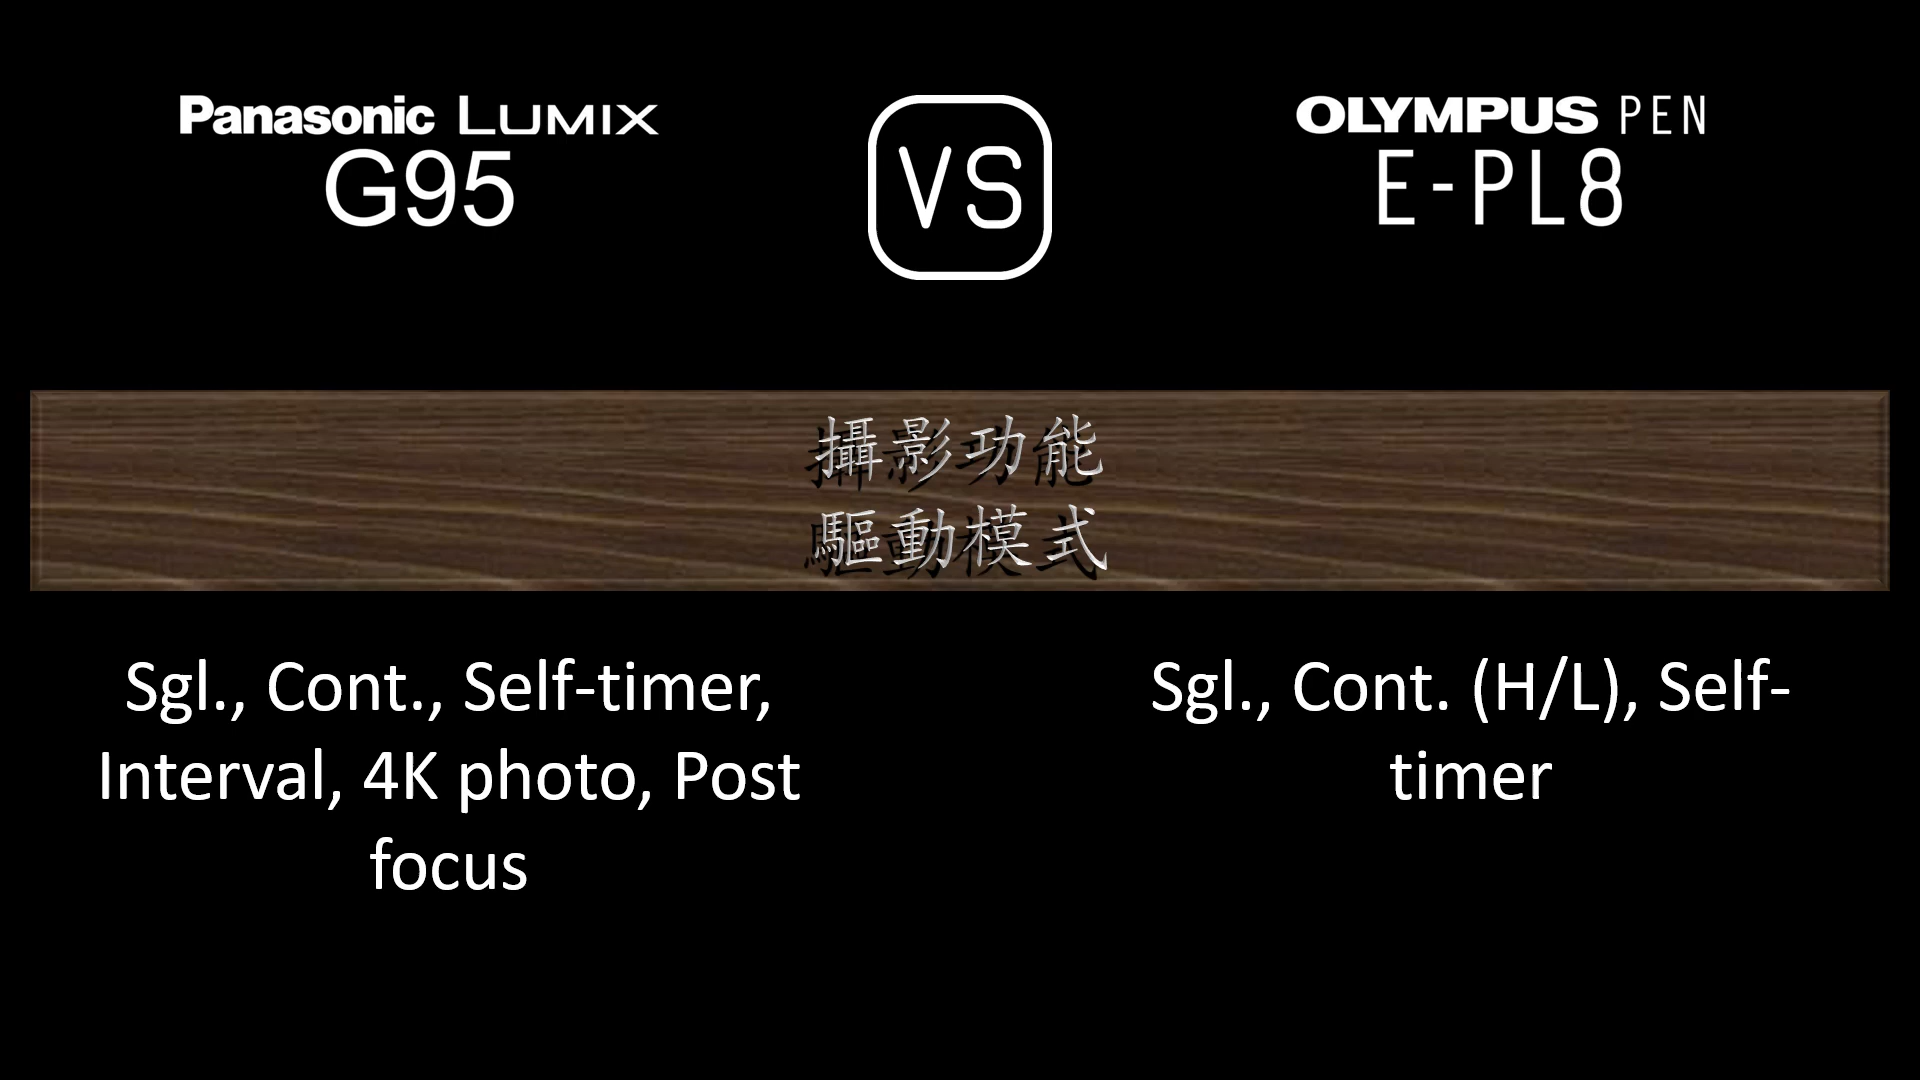 Panasonic LUMIX
G95
VS
OLYMPUS PEN
E-PL8
攝影功能
驅動模式
Sgl., Cont., Self-timer,
Interval, 4K photo, Post
focus
Sgl., Cont. (H/L), Self-
timer